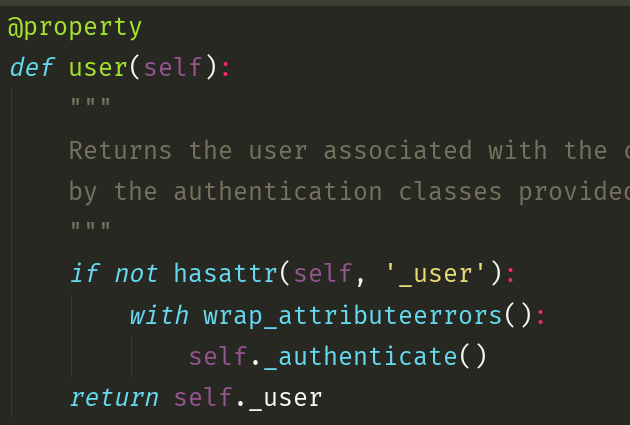 @property
def user(self):
    """
    Returns the user associated with the
    by the authentication classes provided
    """
    if not hasattr(self, '_user'):
        with wrap_attributeerrors():
            self._authenticate()
    return self._user